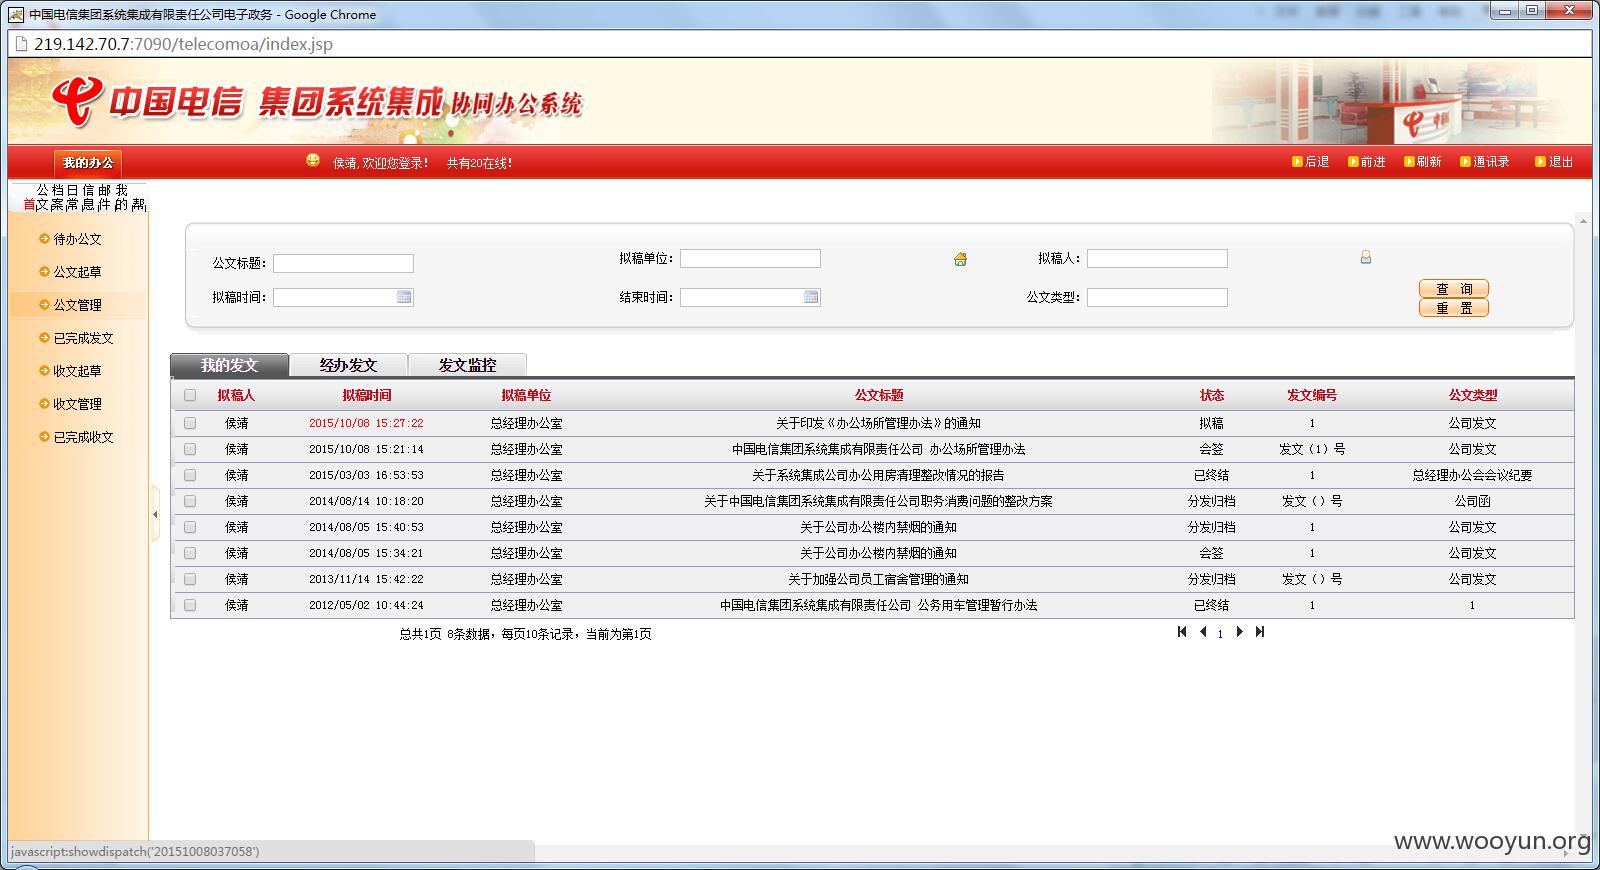 中国电信集团系统集成有限责任公司电子政务 - Google Chrome
219.142.70.7:7090/telecomoa/index.jsp
中国电信 集团系统集成 协同办公系统
我的办公 侯靖,欢迎您登录! 共有20在线! 后退 前进 刷新 通讯录 退出
公档日信邮我
首文案常息件的帮
待办公文
公文起草
公文管理
已完成发文
收文起草
收文管理
已完成收文
公文标题: 拟稿单位: 拟稿人:
拟稿时间: 结束时间: 公文类型:
查 询
重 置
我的发文 经办发文 发文监控
拟稿人 拟稿时间 拟稿单位 公文标题 状态 发文编号 公文类型
侯靖 2015/10/08 15:27:22 总经理办公室 关于印发《办公场所管理办法》的通知 拟稿 1 公司发文
侯靖 2015/10/08 15:21:14 总经理办公室 中国电信集团系统集成有限责任公司 办公场所管理办法 会签 发文（1）号 公司发文
侯靖 2015/03/03 16:53:53 总经理办公室 关于系统集成公司办公用房清理整改情况的报告 已终结 1 总经理办公会会议纪要
侯靖 2014/08/14 10:18:20 总经理办公室 关于中国电信集团系统集成有限责任公司职务消费问题的整改方案 分发归档 发文（）号 公司函
侯靖 2014/08/05 15:40:53 总经理办公室 关于公司办公楼内禁烟的通知 分发归档 1 公司发文
侯靖 2014/08/05 15:34:21 总经理办公室 关于公司办公楼内禁烟的通知 会签 1 公司发文
侯靖 2013/11/14 15:42:22 总经理办公室 关于加强公司员工宿舍管理的通知 分发归档 发文（）号 公司发文
侯靖 2012/05/02 10:44:24 总经理办公室 中国电信集团系统集成有限责任公司 公务用车管理暂行办法 已终结 1 1
总共1页 8条数据，每页10条记录，当前为第1页 1
www.wooyun.org
javascript:showdispatch('20151008037058')